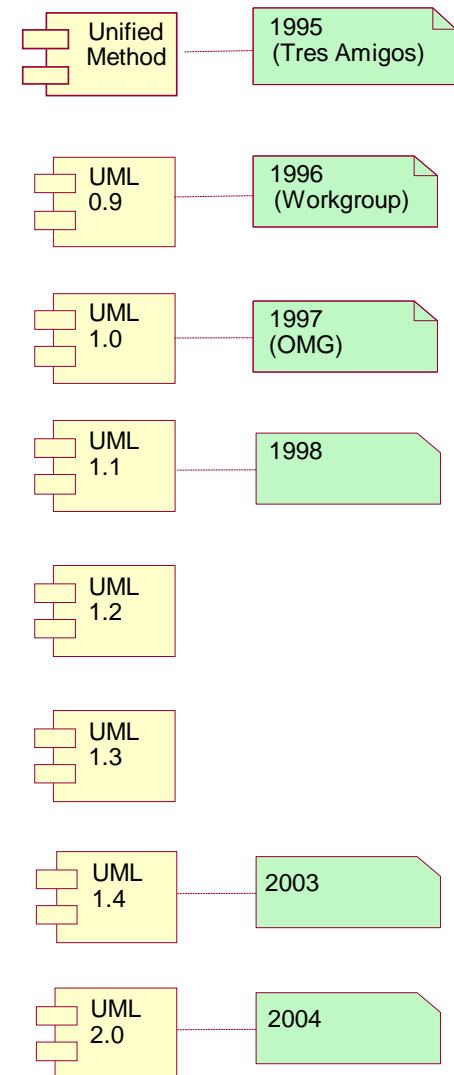 Unified
Method
1995
(Tres Amigos)
UML
0.9
1996
(Workgroup)
UML
1.0
1997
(OMG)
UML
1.1
1998
UML
1.2
UML
1.3
UML
1.4
2003
UML
2.0
2004